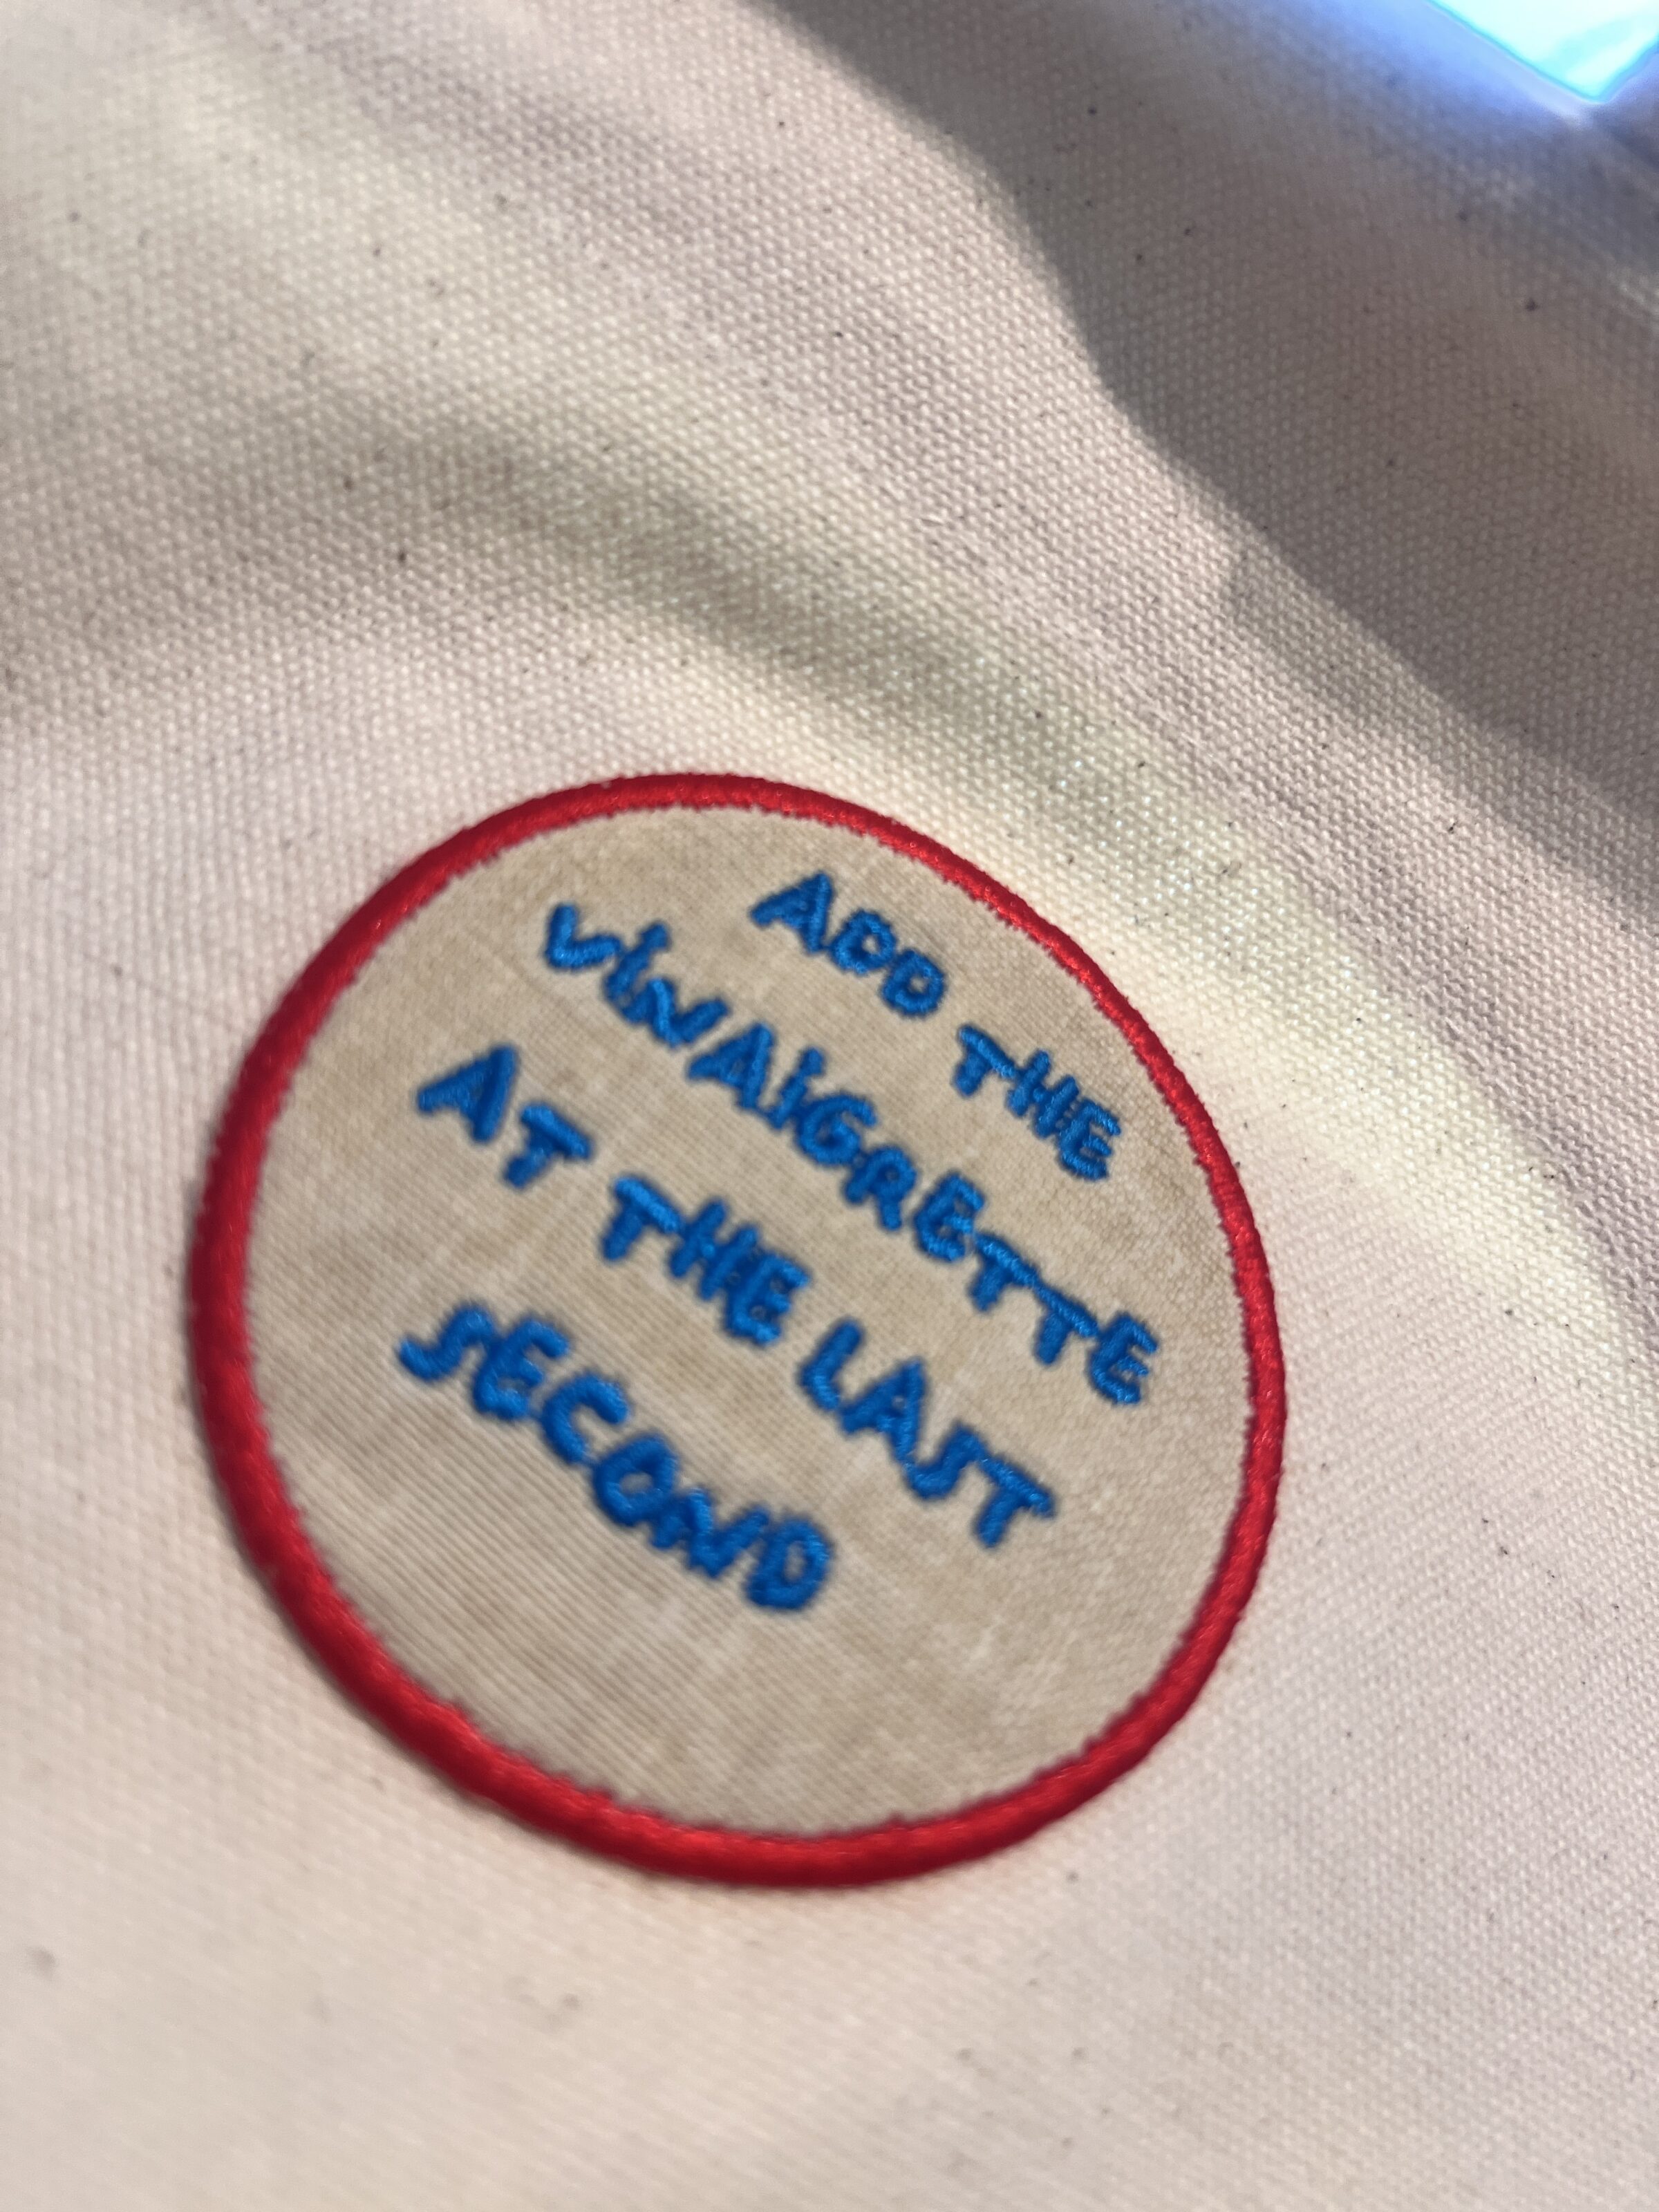 ADD THE
ViNAiGRETTE
AT THE LAST
SECOND